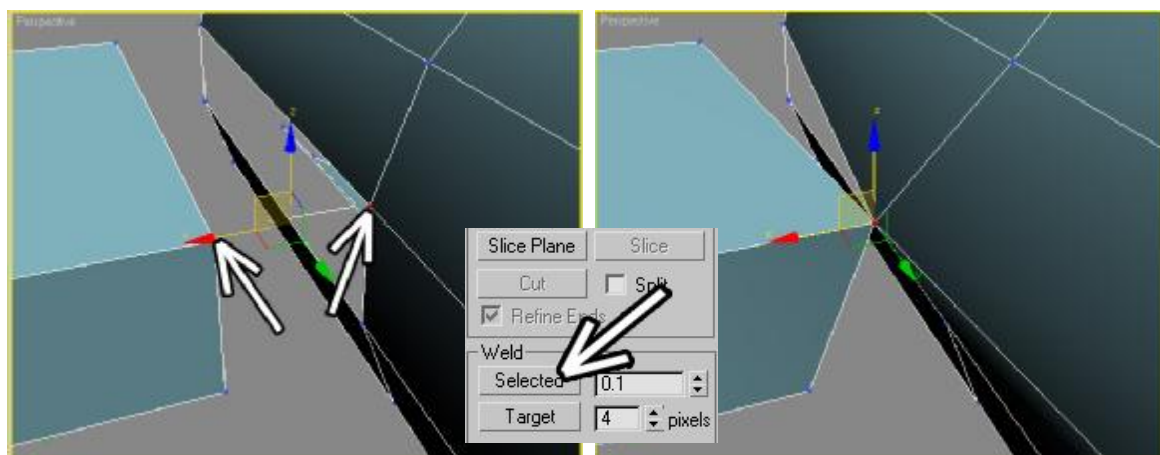 Perspective
Perspective
z
z
Slice Plane Slice
Cut Split
Refine Ends
Weld
Selected 0.1
Target 4 pixels